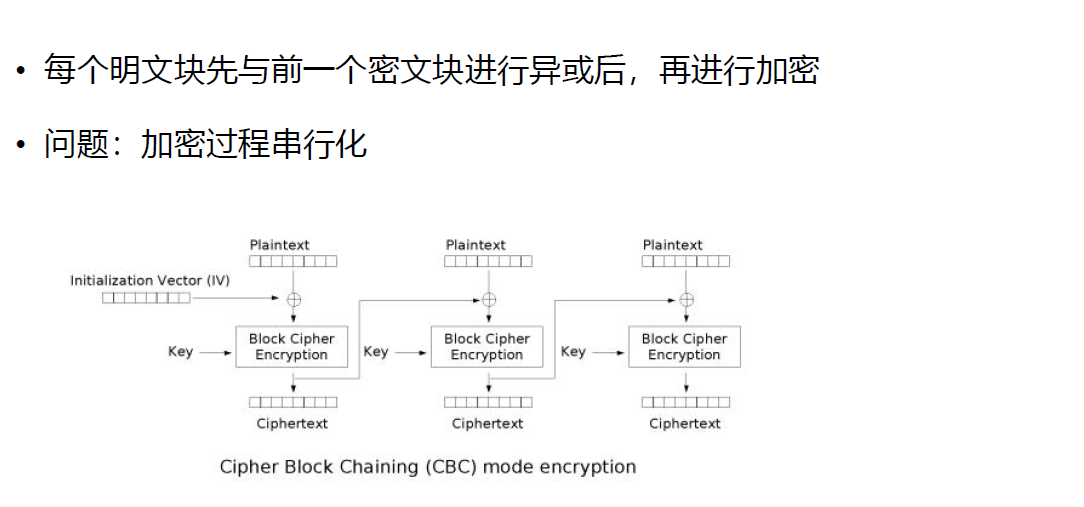 • 每个明文块先与前一个密文块进行异或后，再进行加密
• 问题：加密过程串行化
Plaintext Plaintext Plaintext
Initialization Vector (IV)
Key Block Cipher Encryption Key Block Cipher Encryption Key Block Cipher Encryption
Ciphertext Ciphertext Ciphertext
Cipher Block Chaining (CBC) mode encryption